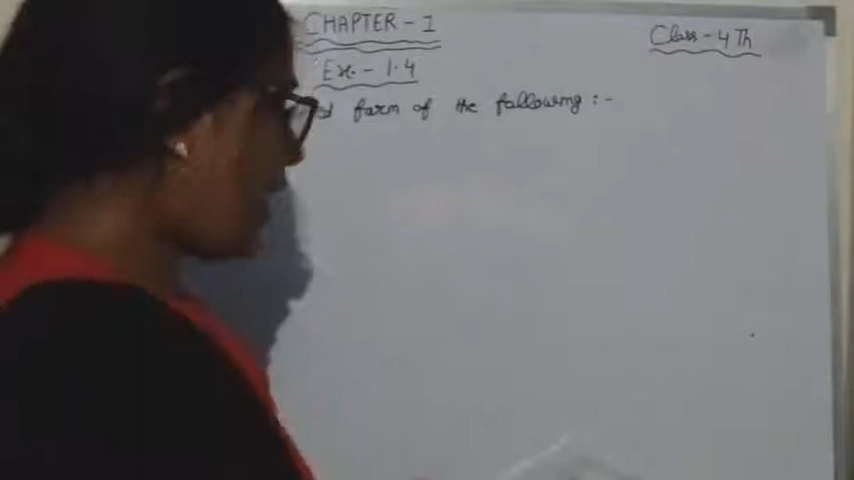 CHAPTER - 1
Class - 4 Th
Ex. - 1.4
form of the following :-